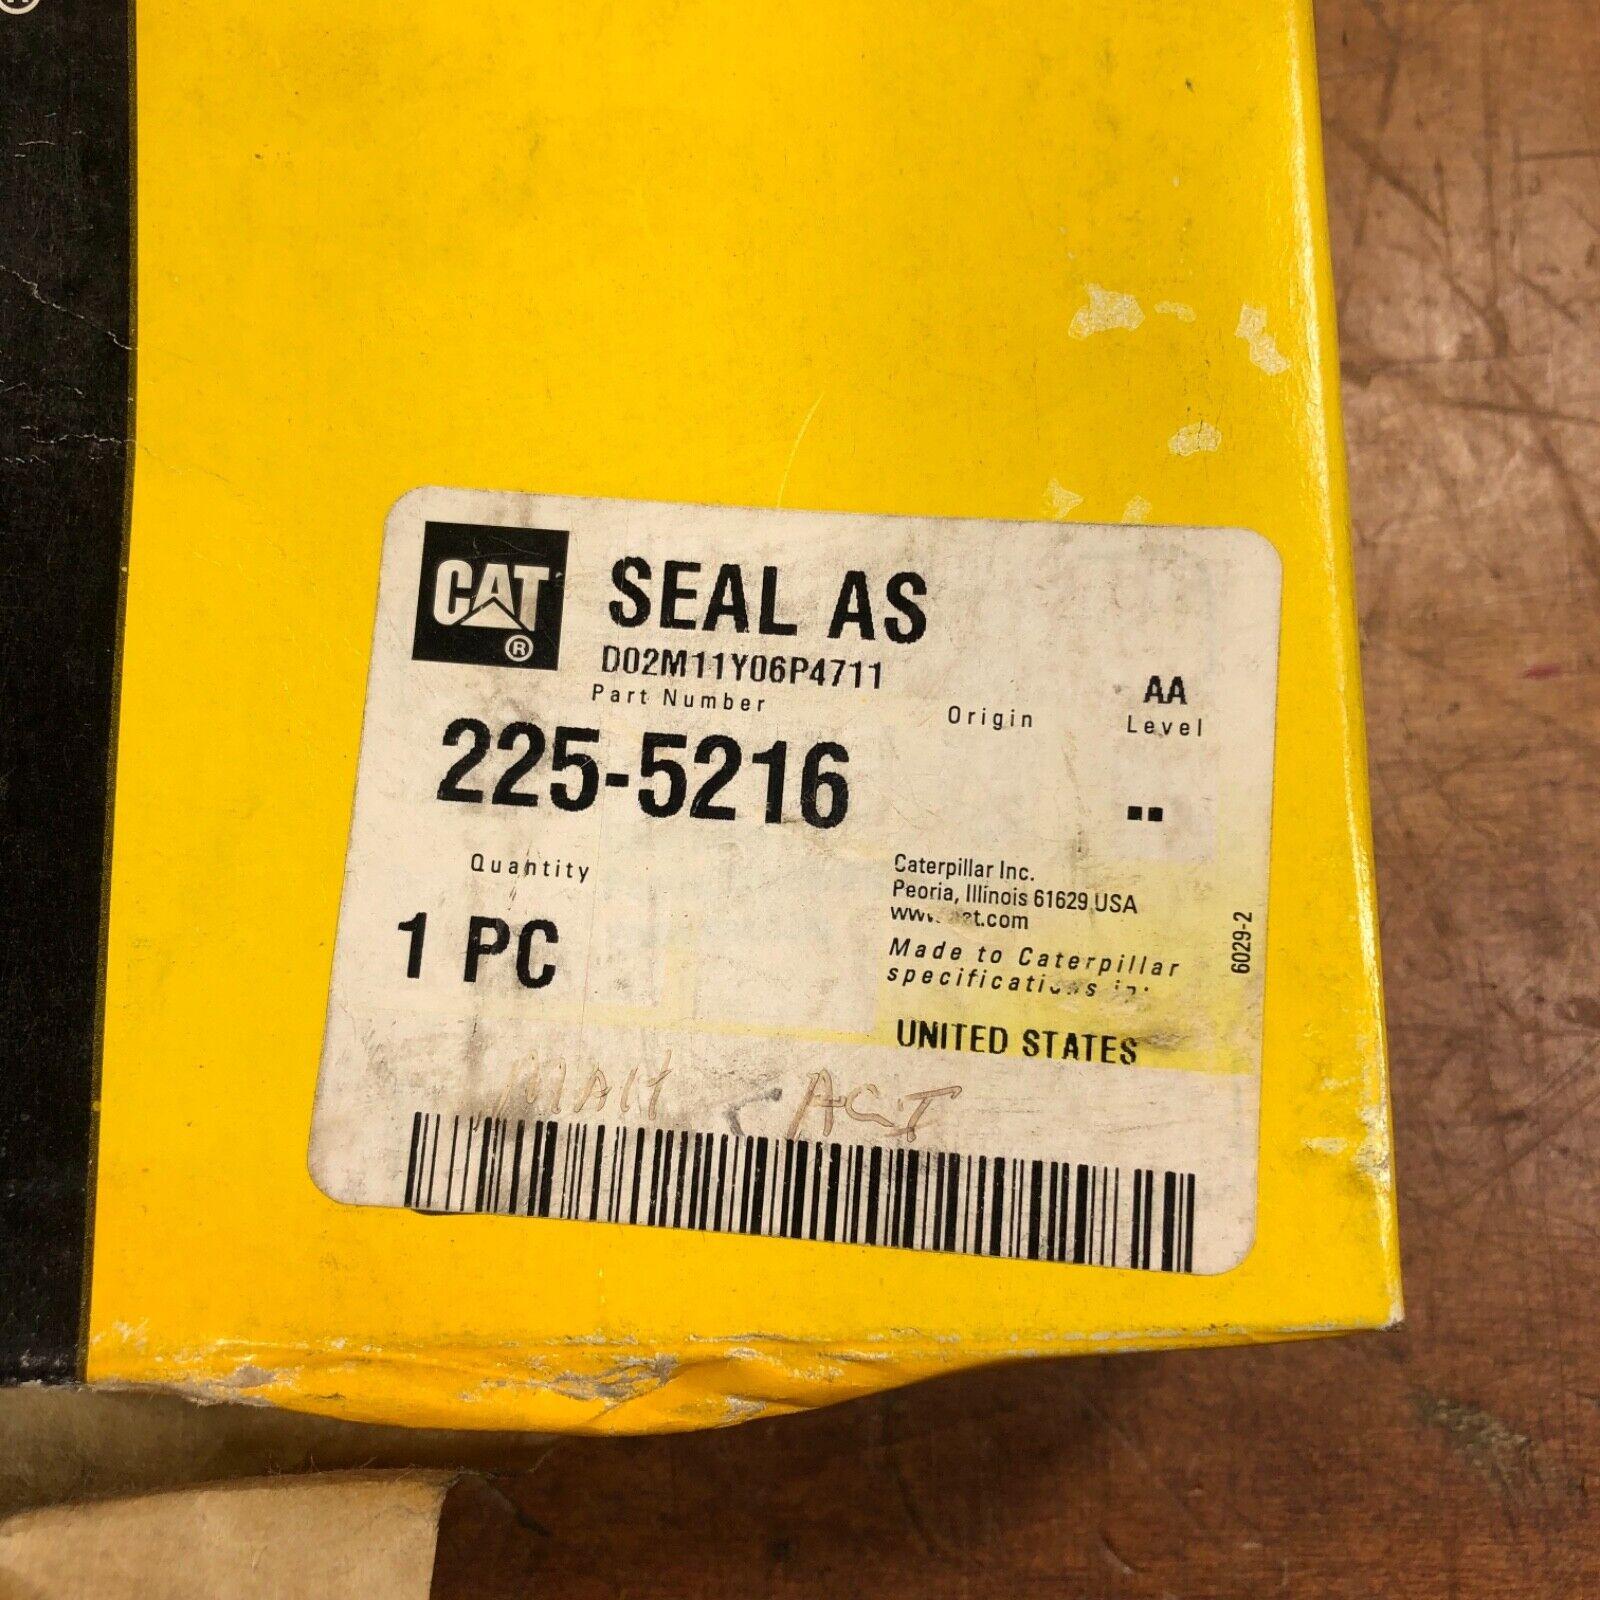 ®
CAT
®
SEAL AS
D02M11Y06P4711
Part Number
Origin
AA
Level
225-5216
--
Quantity
1 PC
Caterpillar Inc.
Peoria, Illinois 61629 USA
Made to Caterpillar
UNITED STATES
6029-2